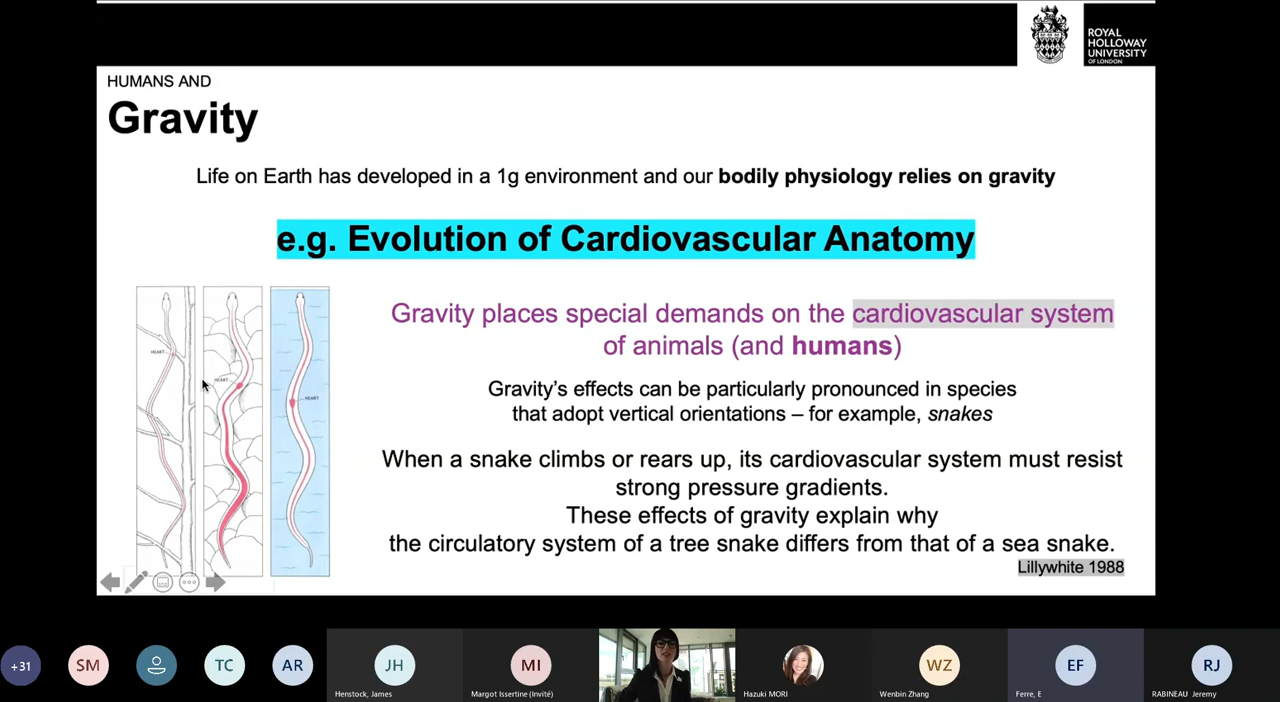 ROYAL
HOLLOWAY
UNIVERSITY
OF LONDON
HUMANS AND
Gravity
Life on Earth has developed in a 1g environment and our bodily physiology relies on gravity
e.g. Evolution of Cardiovascular Anatomy
HEART
HEART
HEART
Gravity places special demands on the cardiovascular system
of animals (and humans)
Gravity’s effects can be particularly pronounced in species
that adopt vertical orientations – for example, snakes
When a snake climbs or rears up, its cardiovascular system must resist
strong pressure gradients.
These effects of gravity explain why
the circulatory system of a tree snake differs from that of a sea snake.
Lillywhite 1988
+31
SM
TC
AR
JH
Henstock, James
MI
Margot Issertine (Invité)
Hazuki MORI
WZ
Wenbin Zhang
EF
Ferre, E
RJ
RABINEAU Jeremy